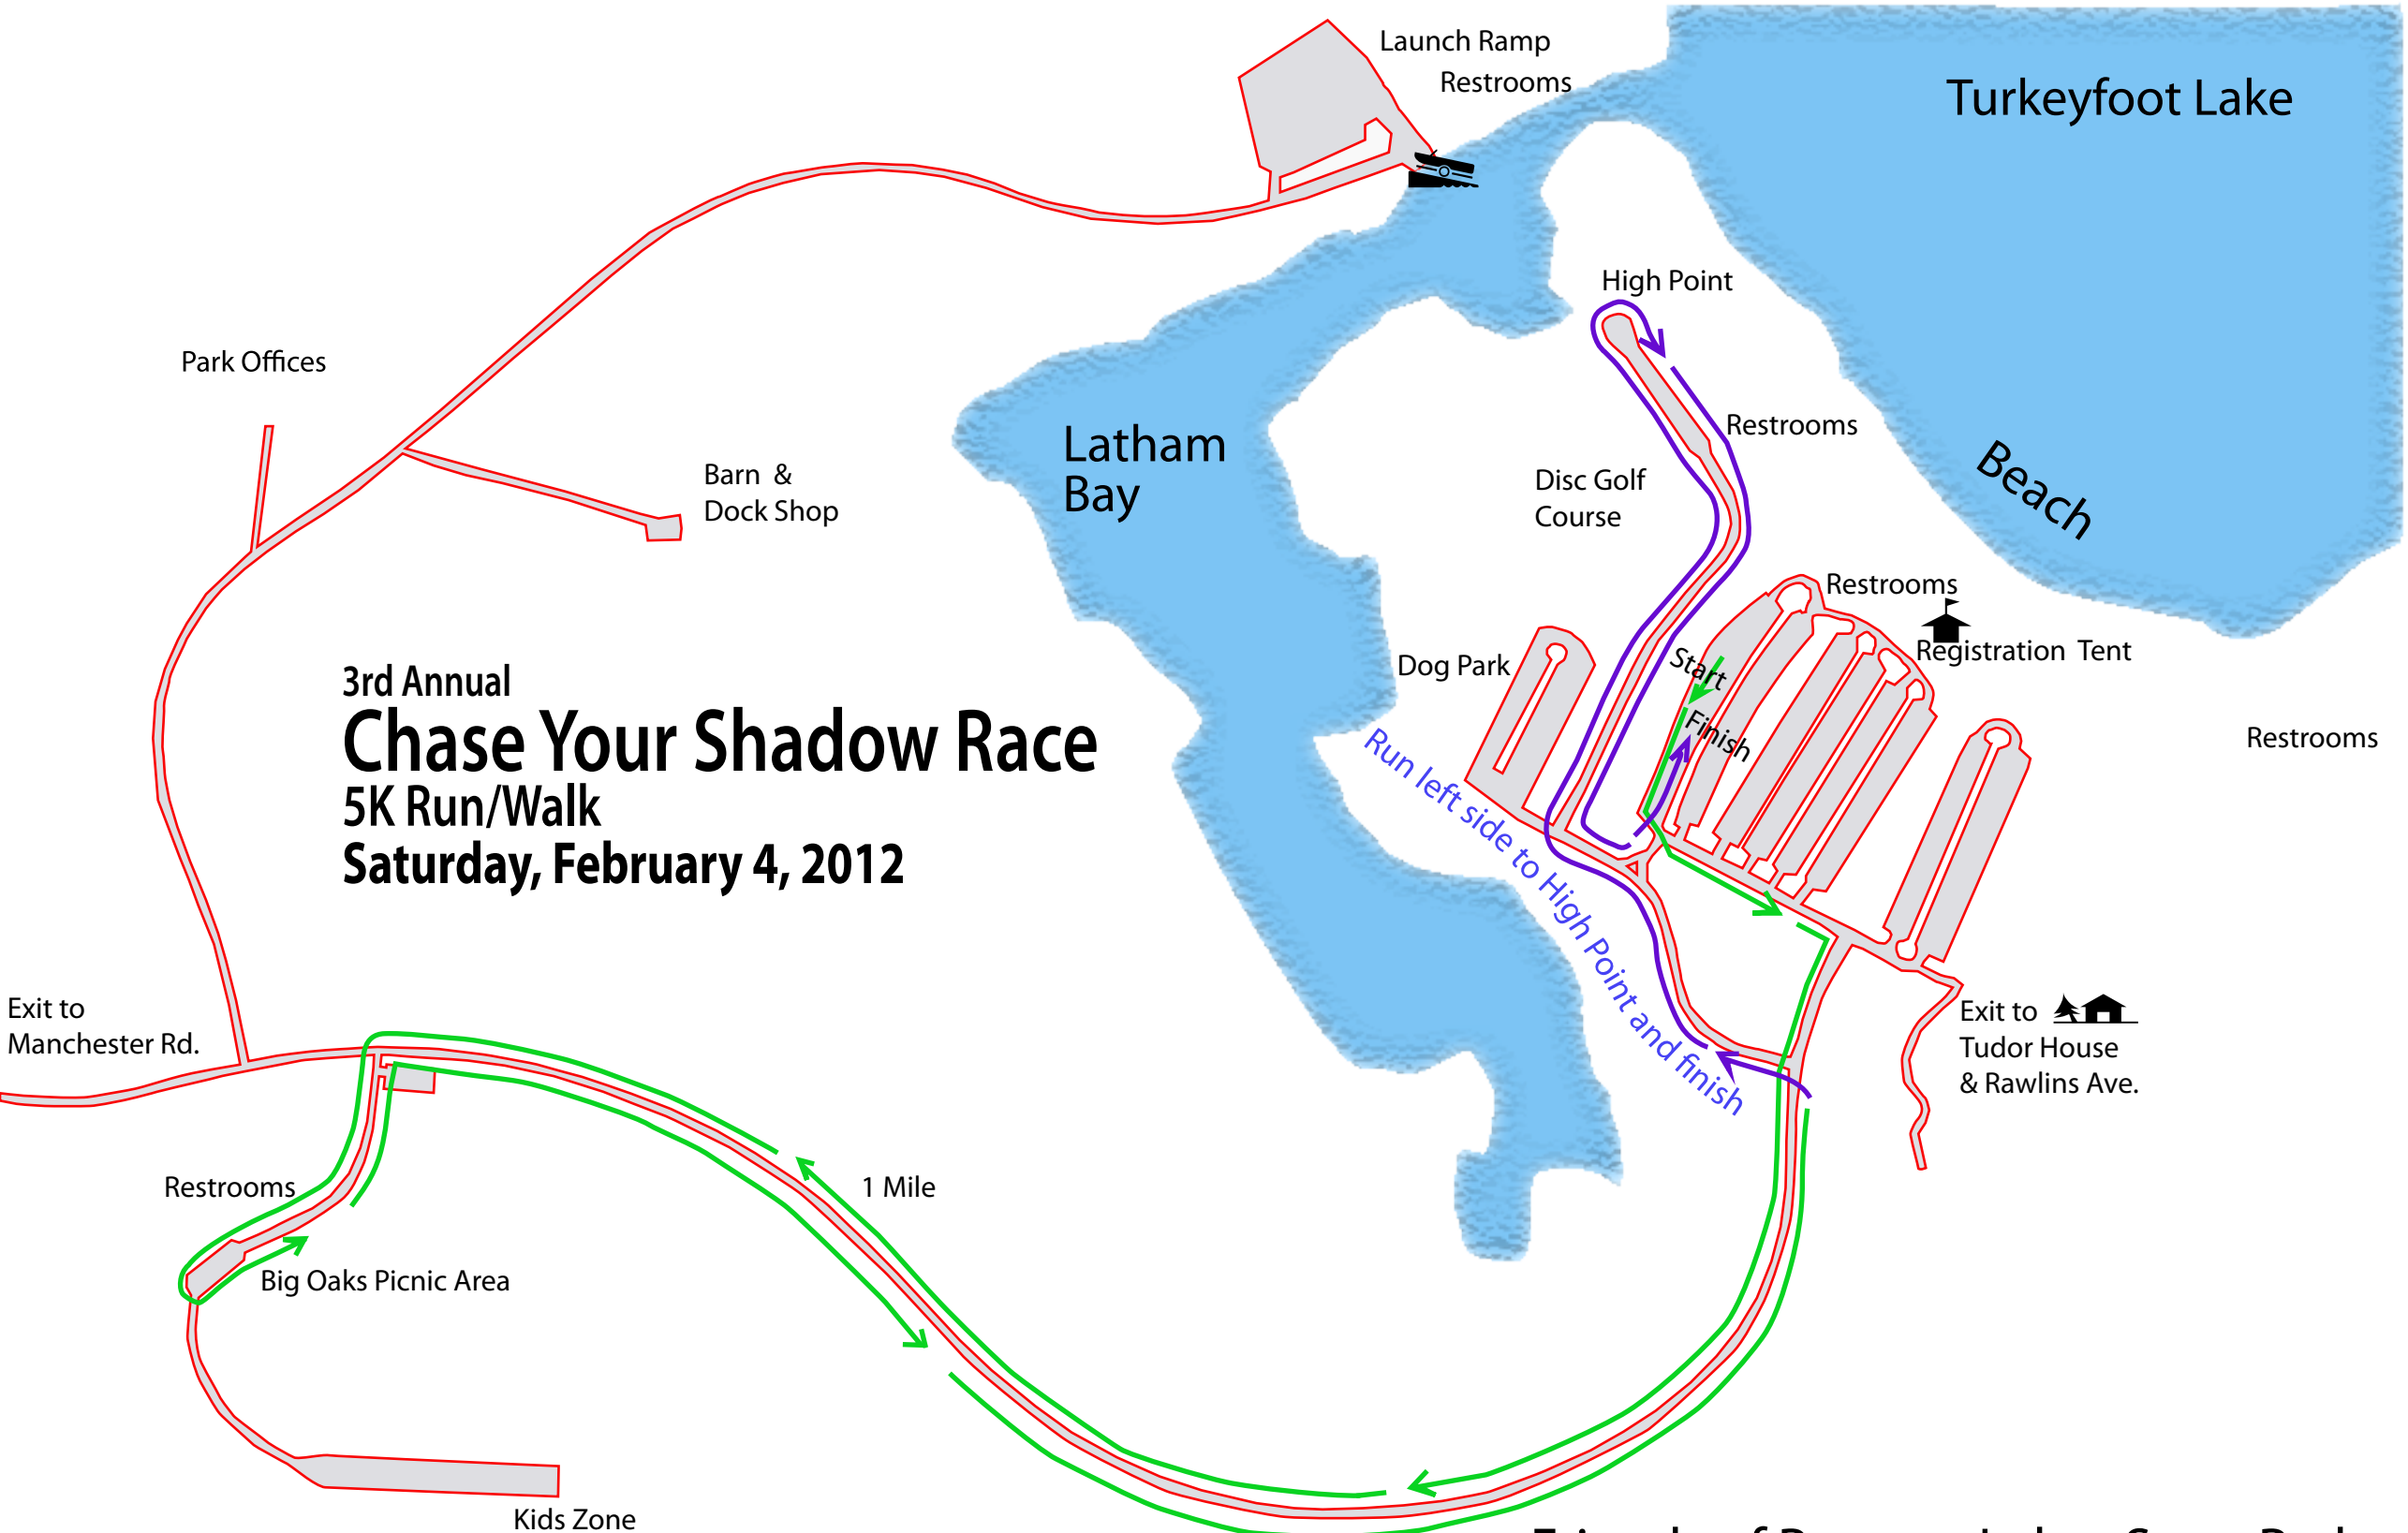 Launch Ramp
Restrooms
Turkeyfoot Lake
High Point
Park Offices
Restrooms
Latham
Bay
Barn &
Dock Shop
Disc Golf
Course
Beach
Restrooms
Registration Tent
Dog Park
Start
Finish
Restrooms
3rd Annual
Chase Your Shadow Race
5K Run/Walk
Saturday, February 4, 2012
Run left side to High Point and finish
Exit to
Manchester Rd.
Exit to
Tudor House
& Rawlins Ave.
Restrooms
1 Mile
Big Oaks Picnic Area
Kids Zone